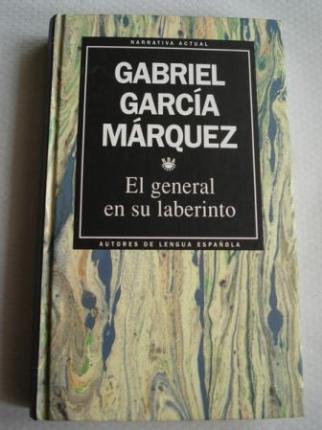 NARRATIVA ACTUAL
GABRIEL
GARCÍA
MÁRQUEZ
El general
en su laberinto
AUTORES DE LENGUA ESPAÑOLA